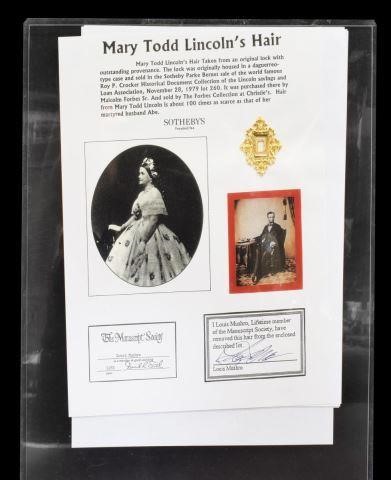 Mary Todd Lincoln's Hair
Mary Todd Lincoln's Hair Taken from an original lock with
outstanding provenance. The lock was originally housed in a daguerreo-
type case and sold in the Sotheby Parke Bernet sale of the world famous
Roy P. Crocker Historical Document Collection of the Lincoln savings and
Loan Association, November 28, 1979 lot 260. It was purchased there by
Malcolm Forbes Sr. And sold by The Forbes Collection at Christie's. Hair
from Mary Todd Lincoln is about 100 times as scarce as that of her
martyred husband Abe.
SOTHEBYS
The Manuscript Society
Louis Mushro
I Louis Mushro, Lifetime member
of the Manuscript Society, have
removed this hair from the enclosed
described lot
Louis Mushro